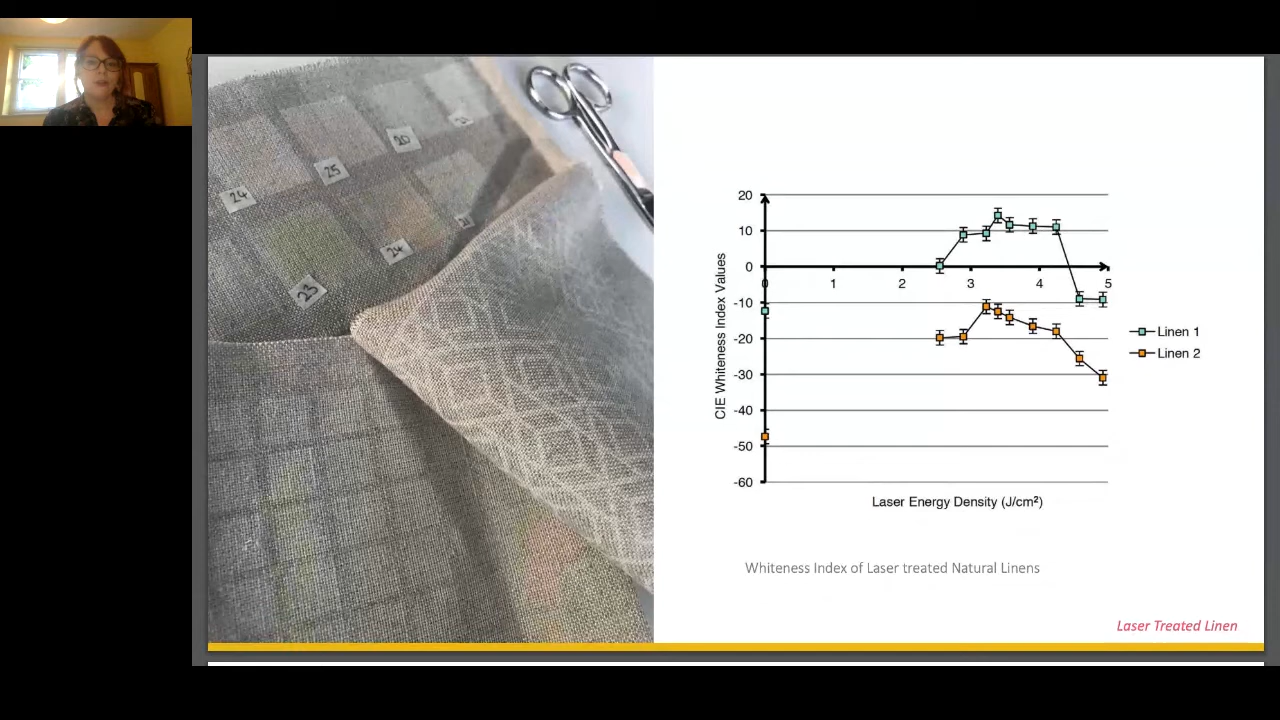 24
25
20
23
24
20
10
0
-10
-20
-30
-40
-50
-60
0 1 2 3 4 5
CIE Whiteness Index Values
Laser Energy Density (J/cm²)
Linen 1
Linen 2
Whiteness Index of Laser treated Natural Linens
Laser Treated Linen